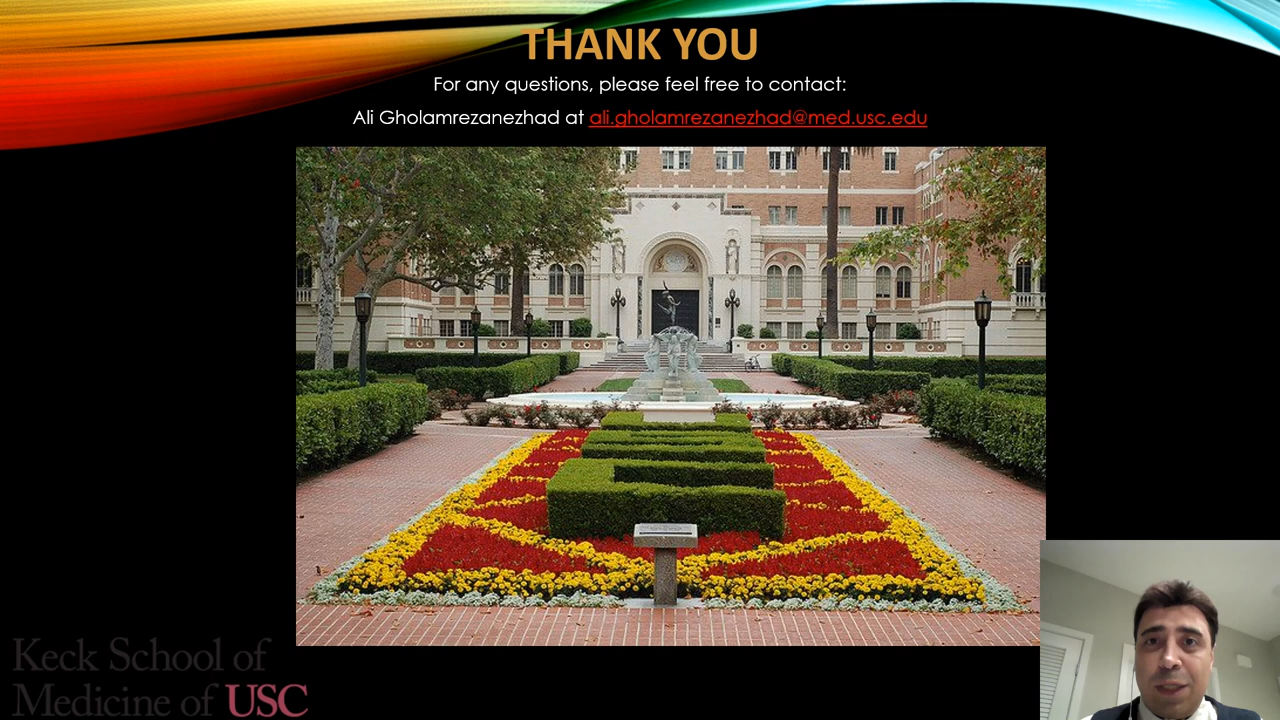 THANK YOU
For any questions, please feel free to contact:
Ali Gholamrezanezhad at ali.gholamrezanezhad@med.usc.edu
Keck School of
Medicine of USC